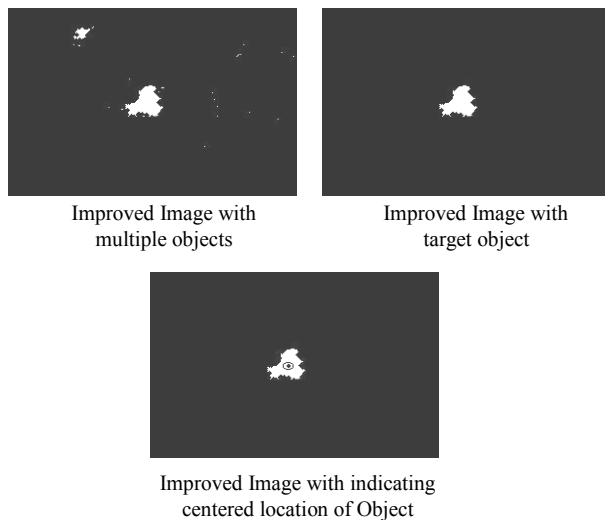 Improved Image with
multiple objects
Improved Image with
target object
Improved Image with indicating
centered location of Object